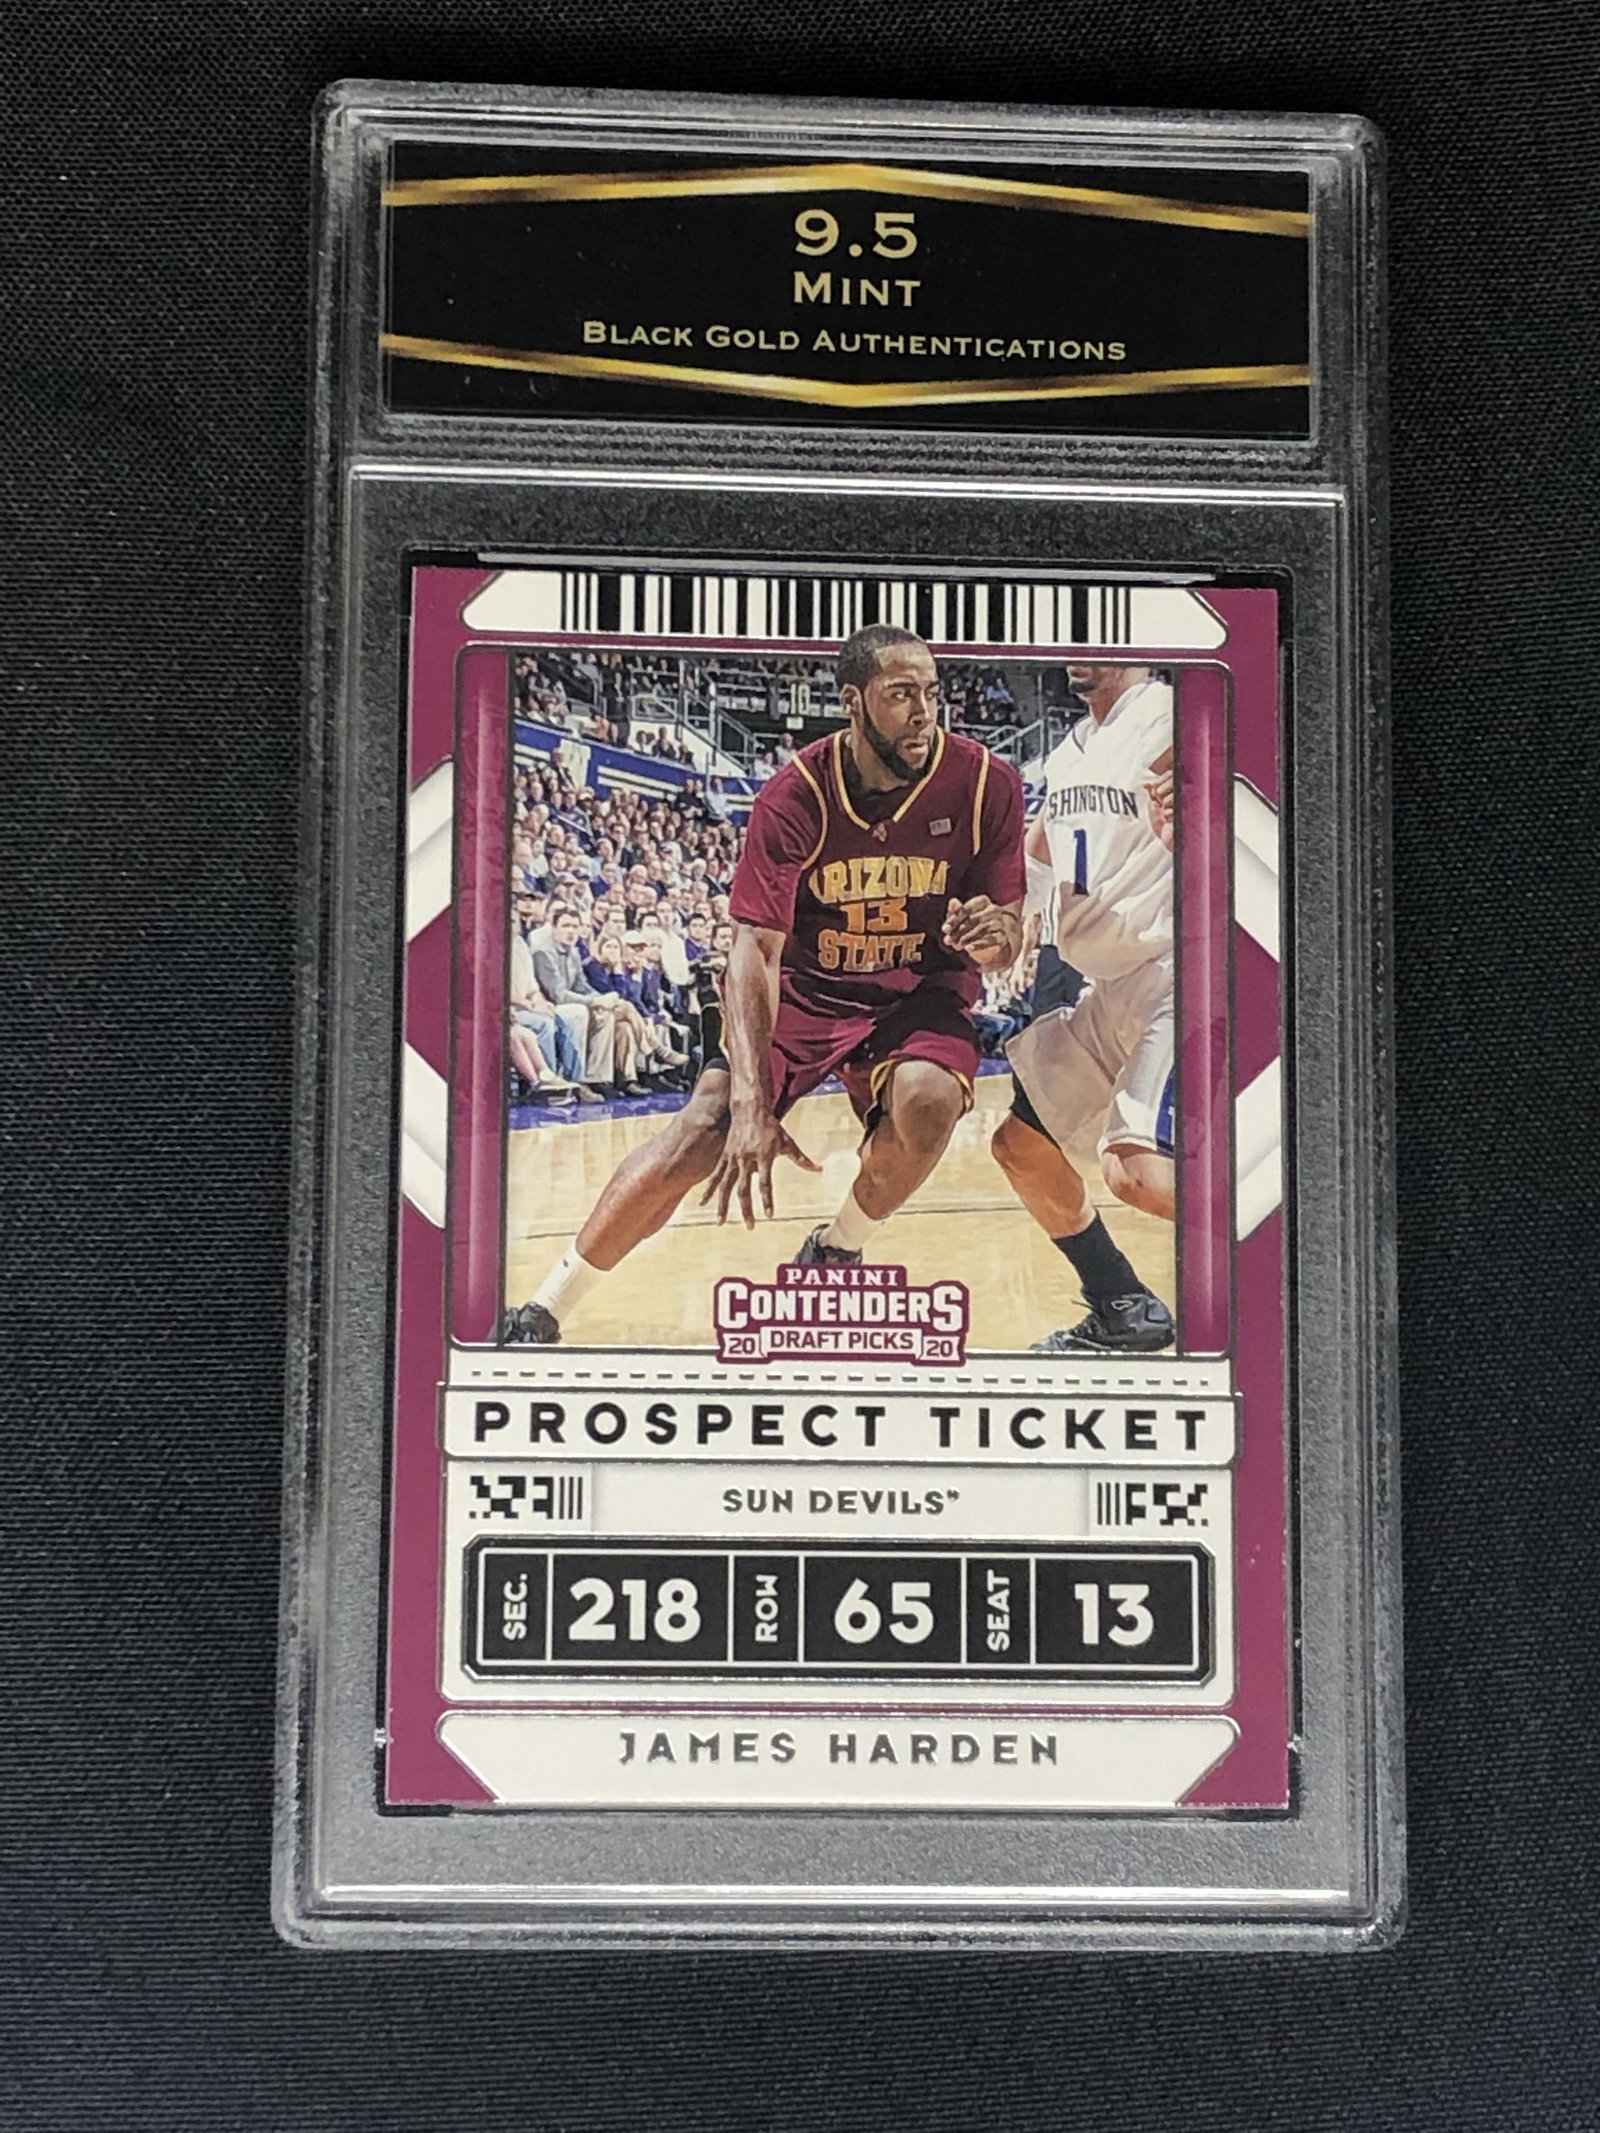 9.5
MINT
BLACK GOLD AUTHENTICATIONS
10
SHINGTON
1
ARIZONA
13
STATE
PANINI
CONTENDERS
20 DRAFT PICKS 20
PROSPECT TICKET
SUN DEVILS®
SEC. 218 ROW 65 SEAT 13
JAMES HARDEN